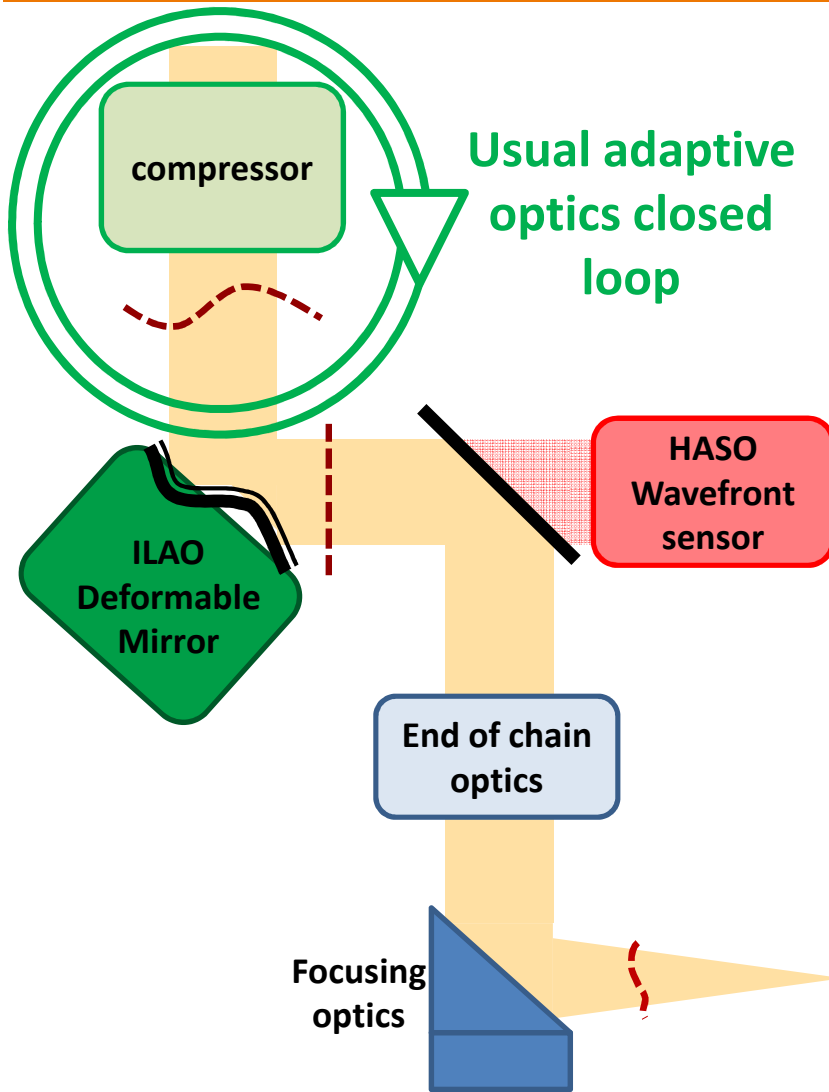 compressor
Usual adaptive
optics closed
loop
HASO
Wavefront
sensor
ILAO
Deformable
Mirror
End of chain
optics
Focusing
optics